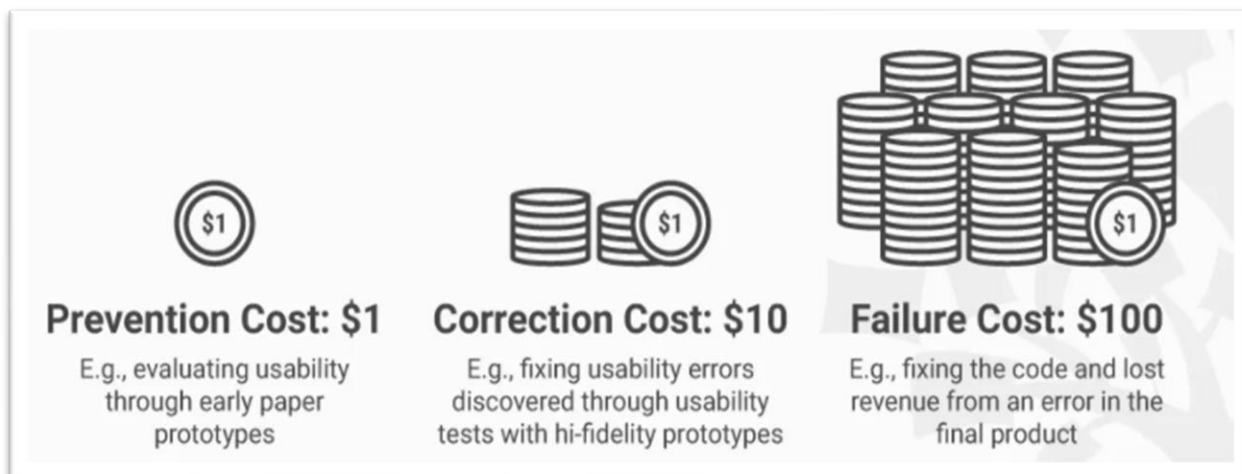 $1
$1
$1
Prevention Cost: $1
E.g., evaluating usability
through early paper
prototypes
Correction Cost: $10
E.g., fixing usability errors
discovered through usability
tests with hi-fidelity prototypes
Failure Cost: $100
E.g., fixing the code and lost
revenue from an error in the
final product